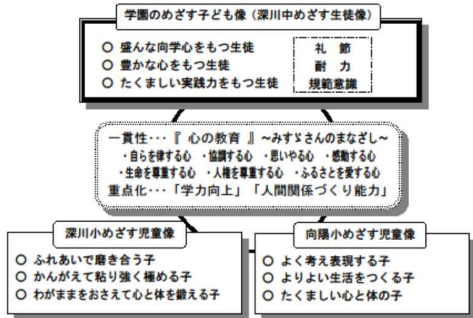 学園のめざす子ども像（深川中めざす生徒像）
○ 盛んな向学心をもつ生徒
○ 豊かな心をもつ生徒
○ たくましい実践力をもつ生徒
礼 節
耐 力
規範意識
一貫性･･･『 心の教育 』～みすゞさんのまなざし～
・自らを律する心 ・協調する心 ・思いやる心 ・感動する心
・生命を尊重する心 ・人権を尊重する心 ・ふるさとを愛する心
重点化･･･「学力向上」「人間関係づくり能力」
深川小めざす児童像
○ ふれあいで磨き合う子
○ かんがえて粘り強く極める子
○ わがままをおさえて心と体を鍛える子
向陽小めざす児童像
○ よく考え表現する子
○ よりよい生活をつくる子
○ たくましい心と体の子